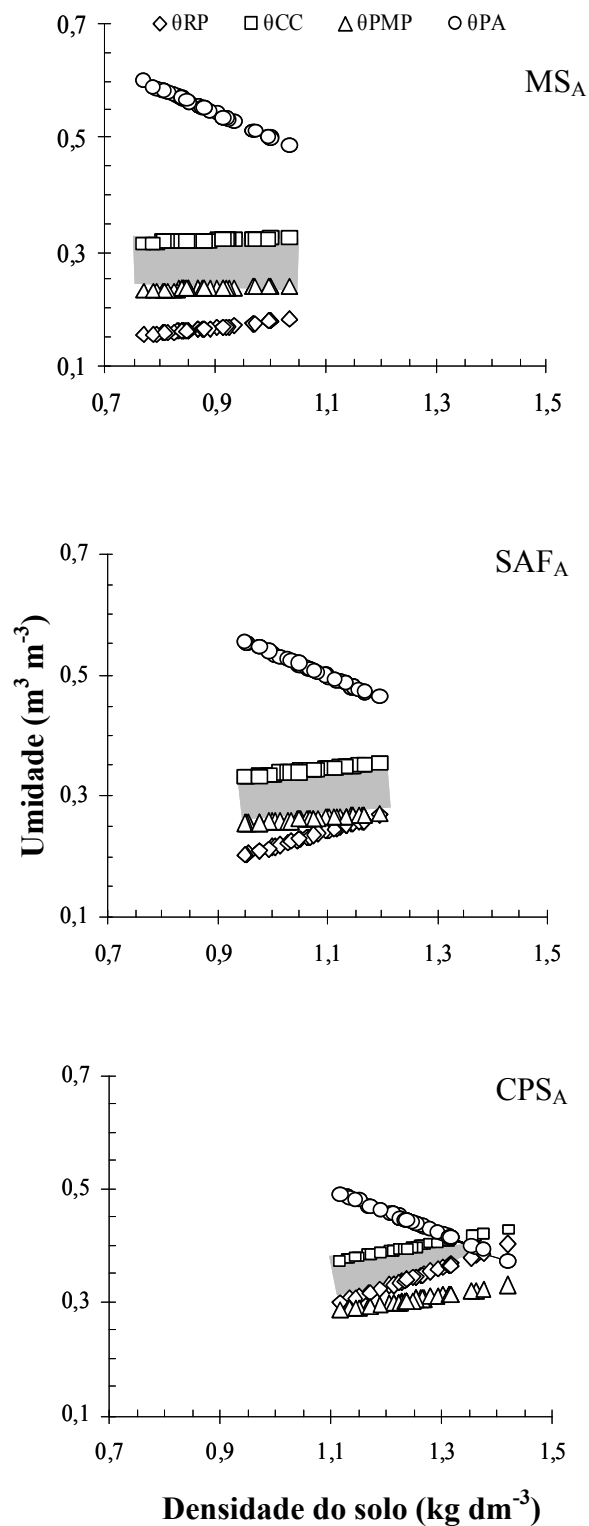 0,7
◇θRP □θCC △θPMP ○θPA
MS_A
0,5
0,3
0,1
0,7 0,9 1,1 1,3 1,5
0,7
SAF_A
0,5
0,3
0,1
0,7 0,9 1,1 1,3 1,5
Umidade (m³ m⁻³)
0,7
CPS_A
0,5
0,3
0,1
0,7 0,9 1,1 1,3 1,5
Densidade do solo (kg dm⁻³)